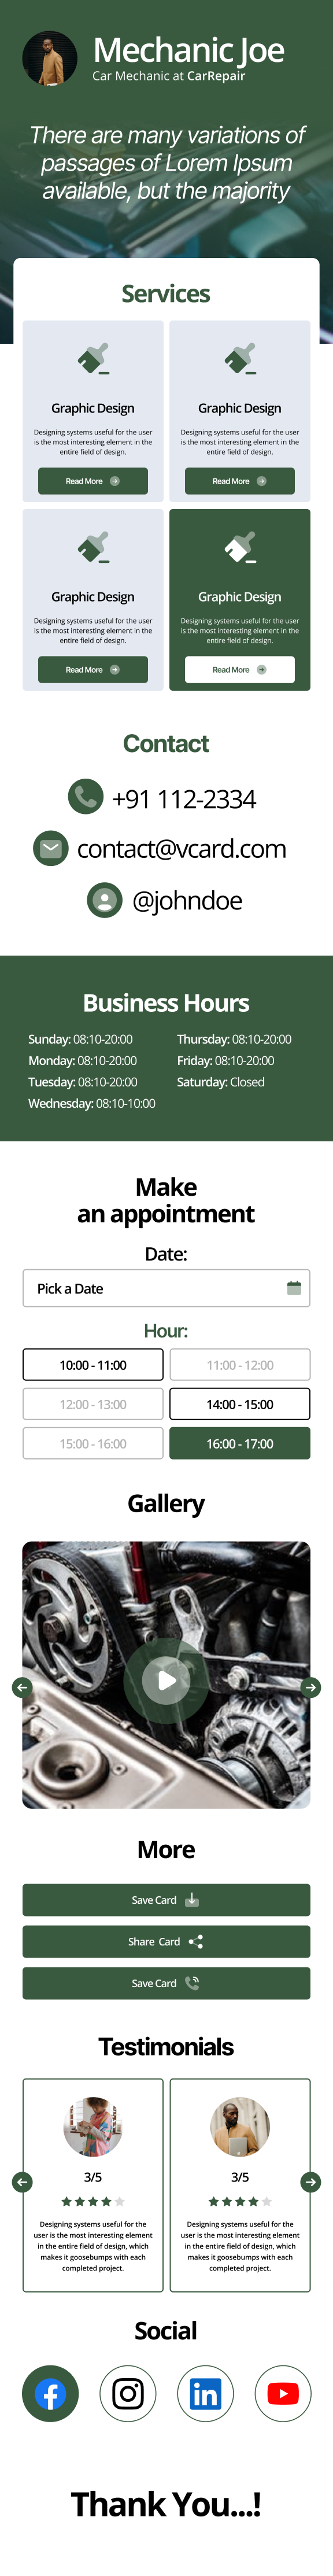 Mechanic Joe
Car Mechanic at CarRepair
There are many variations of
passages of Lorem Ipsum
available, but the majority
Services
Graphic Design
Designing systems useful for the user
is the most interesting element in the
entire field of design.
Read More
Graphic Design
Designing systems useful for the user
is the most interesting element in the
entire field of design.
Read More
Graphic Design
Designing systems useful for the user
is the most interesting element in the
entire field of design.
Read More
Graphic Design
Designing systems useful for the user
is the most interesting element in the
entire field of design.
Read More
Contact
+91 112-2334
contact@vcard.com
@johndoe
Business Hours
Sunday: 08:10-20:00
Monday: 08:10-20:00
Tuesday: 08:10-20:00
Wednesday: 08:10-10:00
Thursday: 08:10-20:00
Friday: 08:10-20:00
Saturday: Closed
Make
an appointment
Date:
Pick a Date
Hour:
10:00 - 11:00
11:00 - 12:00
12:00 - 13:00
14:00 - 15:00
15:00 - 16:00
16:00 - 17:00
Gallery
More
Save Card
Share Card
Save Card
Testimonials
3/5
Designing systems useful for the
user is the most interesting element
in the entire field of design, which
makes it goosebumps with each
completed project.
3/5
Designing systems useful for the
user is the most interesting element
in the entire field of design, which
makes it goosebumps with each
completed project.
Social
in
Thank You...!